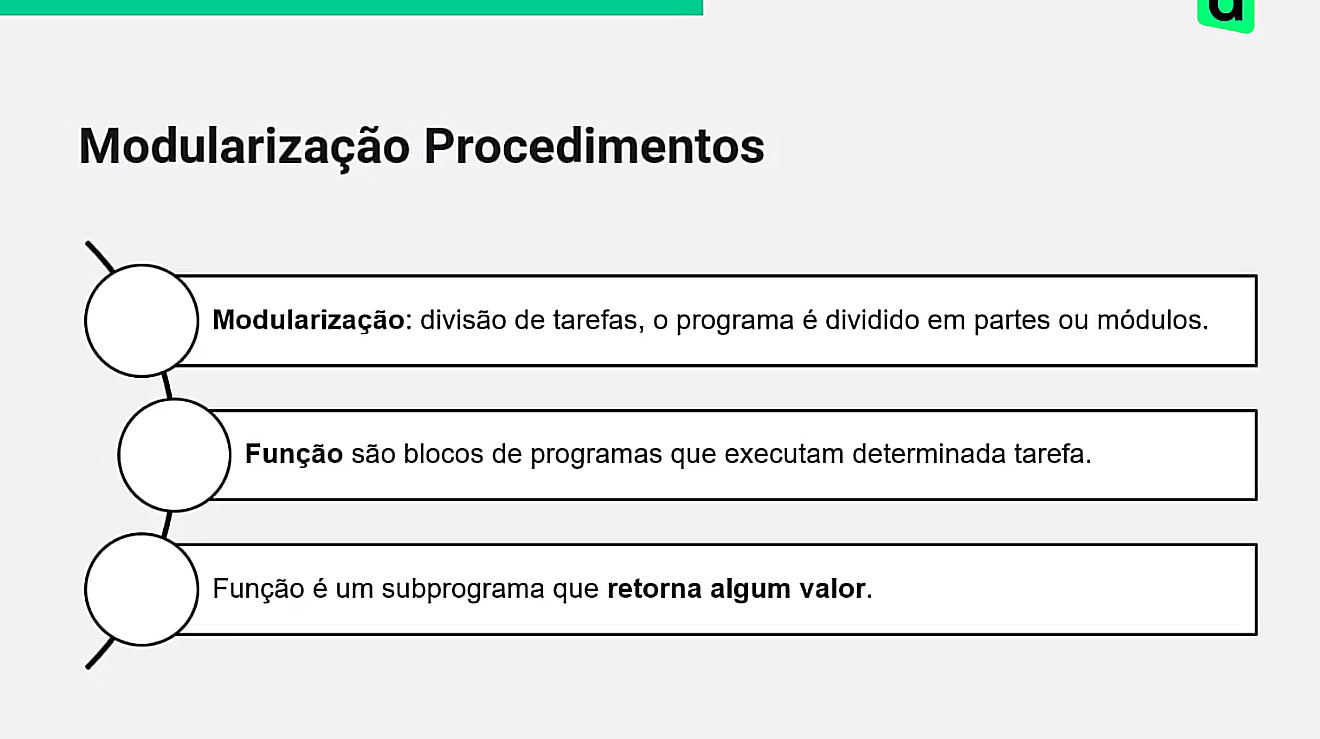 Modularização Procedimentos
Modularização: divisão de tarefas, o programa é dividido em partes ou módulos.
Função são blocos de programas que executam determinada tarefa.
Função é um subprograma que retorna algum valor.